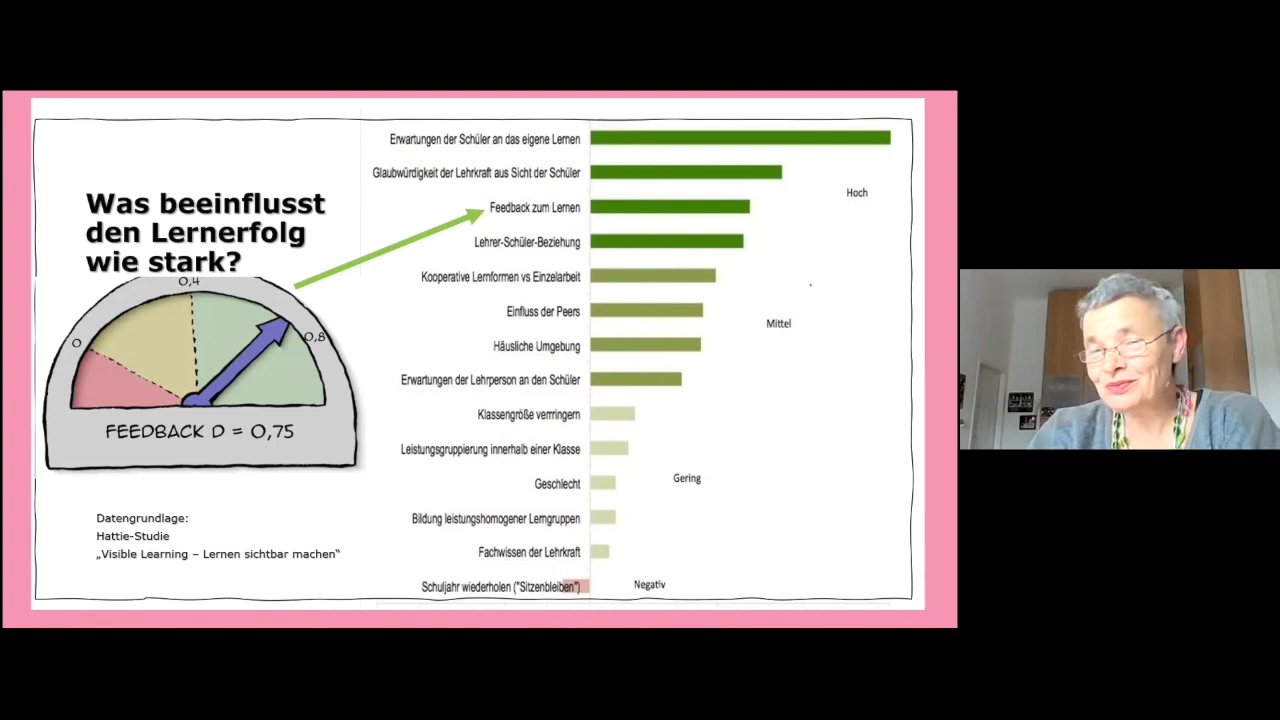 Was beeinflusst
den Lernerfolg
wie stark?
0
0,4
0,8
FEEDBACK D = 0,75
Datengrundlage:
Hattie-Studie
„Visible Learning – Lernen sichtbar machen“
Erwartungen der Schüler an das eigene Lernen
Glaubwürdigkeit der Lehrkraft aus Sicht der Schüler
Hoch
Feedback zum Lernen
Lehrer-Schüler-Beziehung
Kooperative Lernformen vs Einzelarbeit
Einfluss der Peers
Mittel
Häusliche Umgebung
Erwartungen der Lehrperson an den Schüler
Klassengröße verrringern
Leistungsgruppierung innerhalb einer Klasse
Gering
Geschlecht
Bildung leistungshomogener Lerngruppen
Fachwissen der Lehrkraft
Schuljahr wiederholen ("Sitzenbleiben")
Negativ